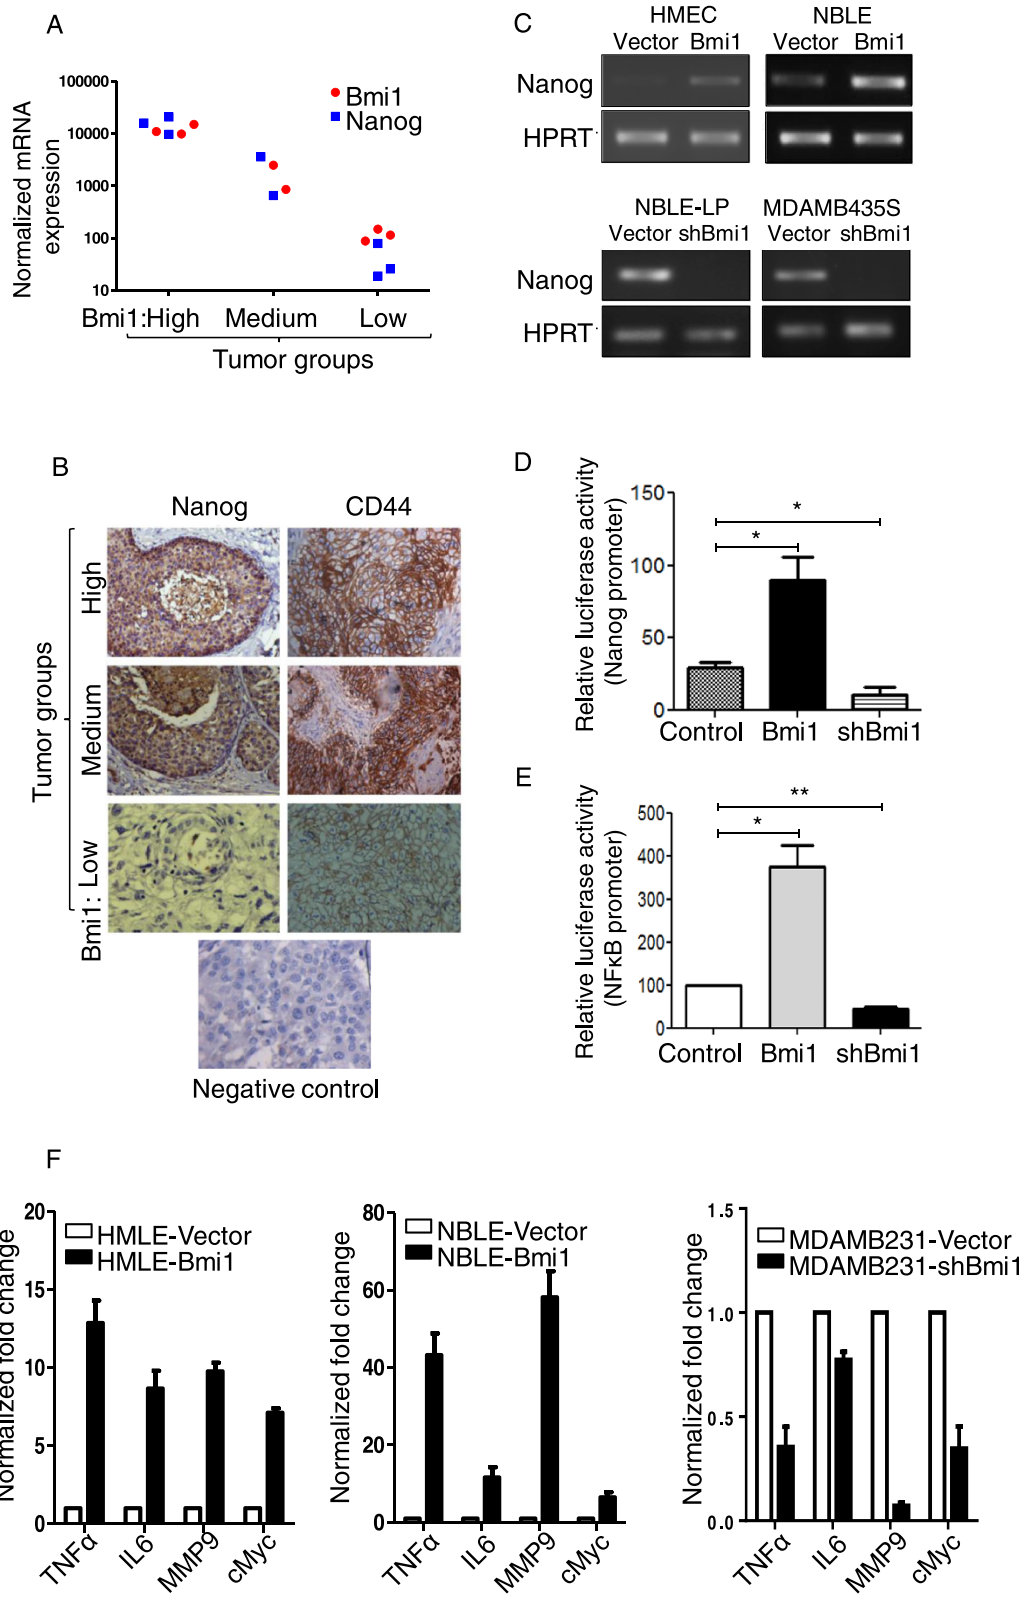 A
Normalized mRNA
expression
100000
10000
1000
100
10
Bmi1
Nanog
Bmi1:High Medium Low
Tumor groups
C
HMEC
Vector Bmi1
NBLE
Vector Bmi1
Nanog
HPRT
NBLE-LP
Vector shBmi1
MDAMB435S
Vector shBmi1
Nanog
HPRT
B
Nanog CD44
Tumor groups
High
Medium
Bmi1: Low
Negative control
D
Relative luciferase activity
(Nanog promoter)
150
100
50
0
*
*
Control Bmi1 shBmi1
E
Relative luciferase activity
(NFκB promoter)
500
400
300
200
100
0
**
*
Control Bmi1 shBmi1
F
Normalized fold change
20
15
10
5
0
HMLE-Vector
HMLE-Bmi1
TNFα IL6 MMP9 cMyc
Normalized fold change
80
60
40
20
0
NBLE-Vector
NBLE-Bmi1
TNFα IL6 MMP9 cMyc
Normalized fold change
1.5
1.0
0.5
0.0
MDAMB231-Vector
MDAMB231-shBmi1
TNFα IL6 MMP9 cMyc